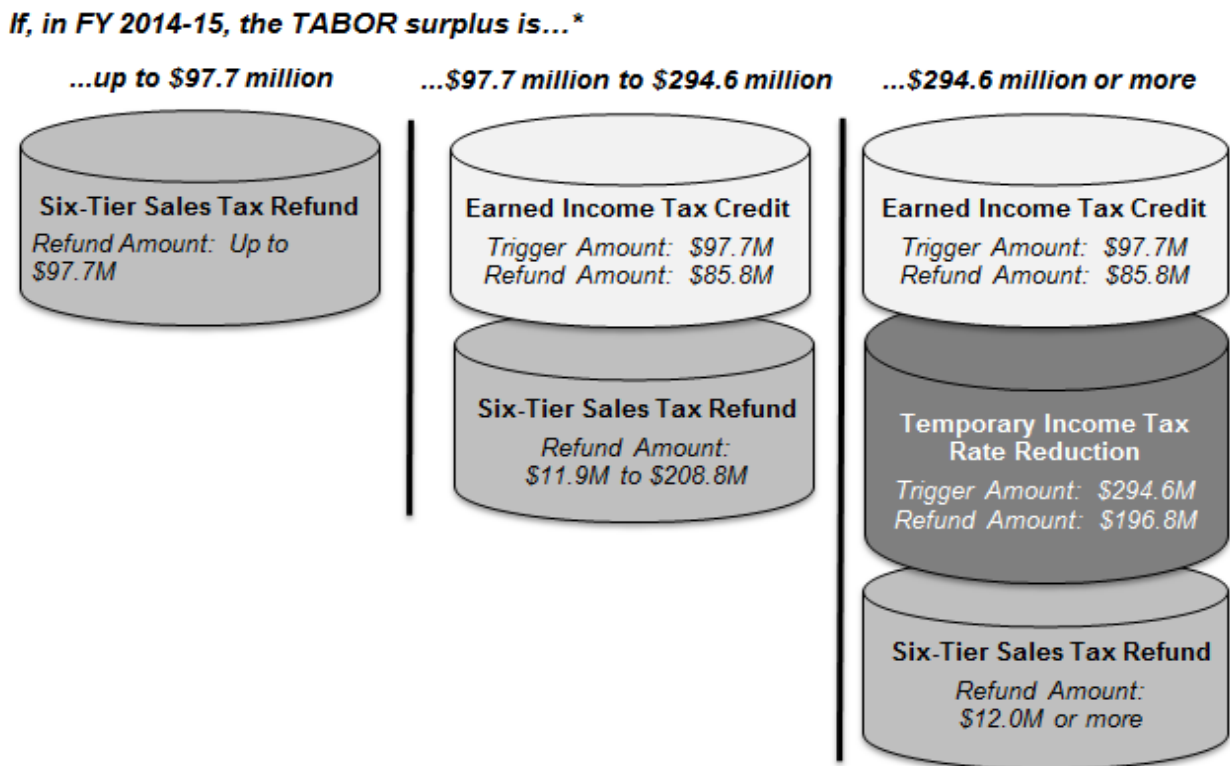 If, in FY 2014-15, the TABOR surplus is…*
...up to $97.7 million
...$97.7 million to $294.6 million
...$294.6 million or more
Six-Tier Sales Tax Refund
Refund Amount: Up to
$97.7M
Earned Income Tax Credit
Trigger Amount: $97.7M
Refund Amount: $85.8M
Six-Tier Sales Tax Refund
Refund Amount:
$11.9M to $208.8M
Earned Income Tax Credit
Trigger Amount: $97.7M
Refund Amount: $85.8M
Temporary Income Tax
Rate Reduction
Trigger Amount: $294.6M
Refund Amount: $196.8M
Six-Tier Sales Tax Refund
Refund Amount:
$12.0M or more